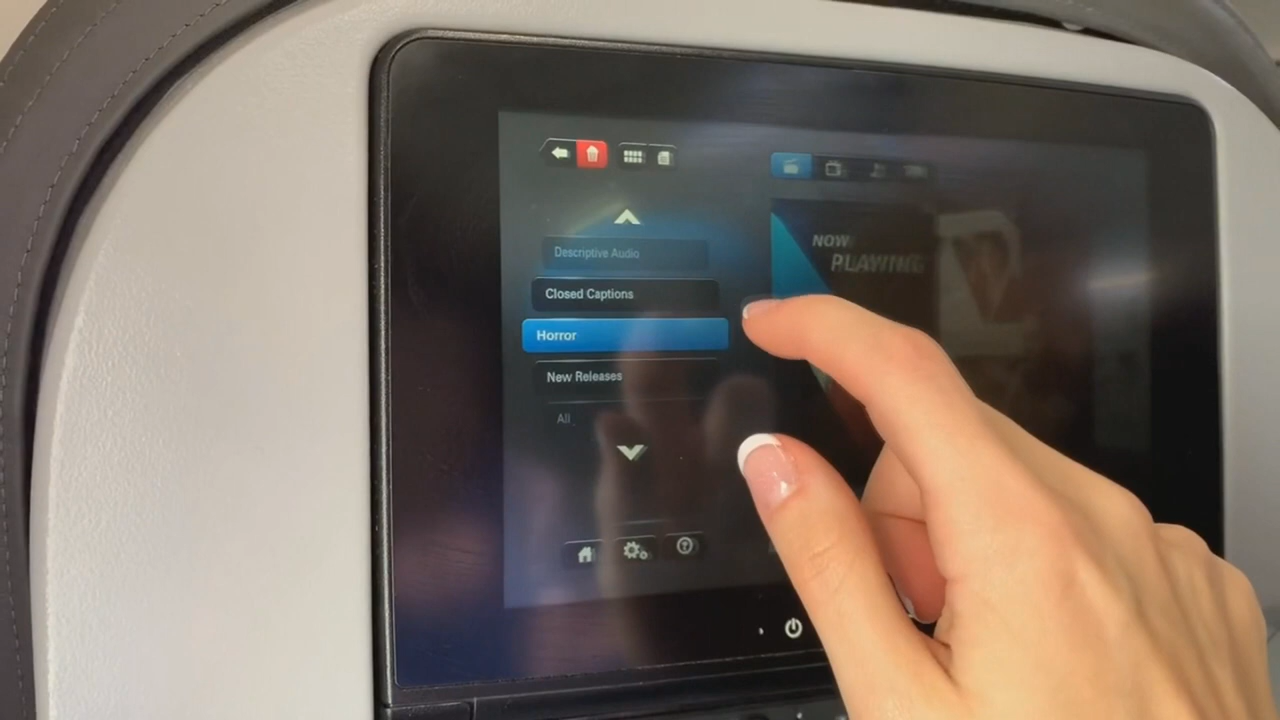 Descriptive Audio
Closed Captions
Horror
New Releases
All
NOW
PLAYING